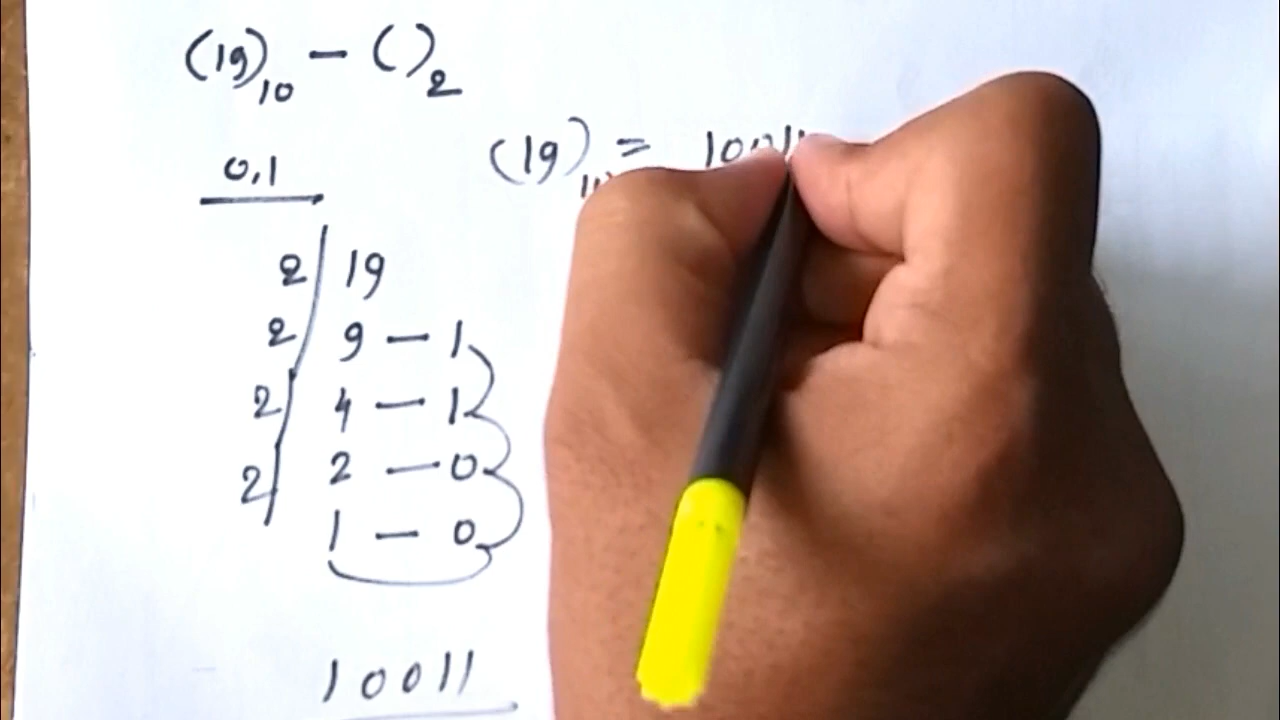 (19)₁₀ — ( )₂
(19)₁₀ = 10011
0,1
2 19
2 9 — 1
2 4 — 1
2 2 — 0
1 — 0
10011